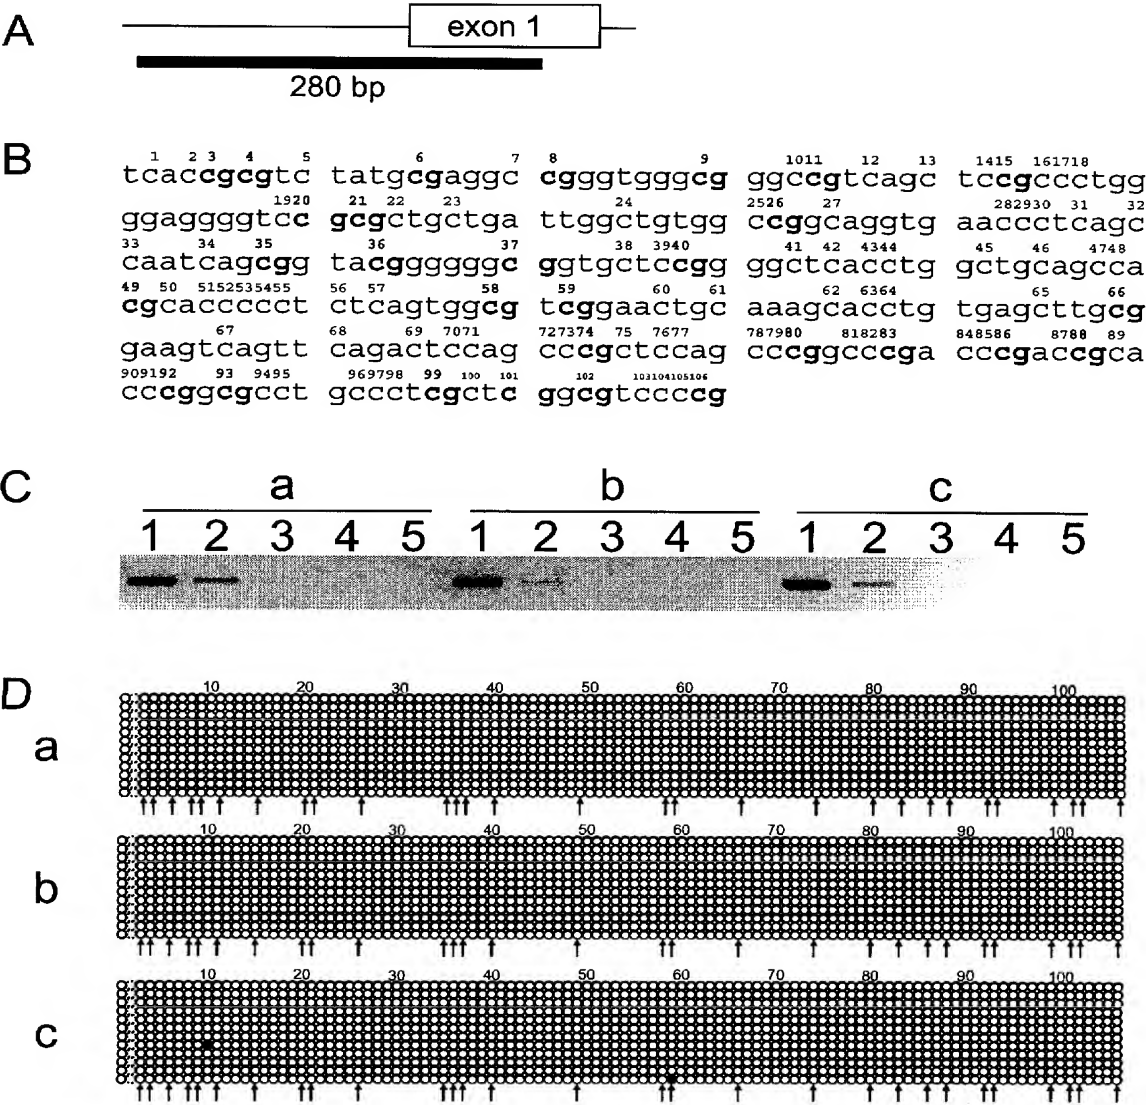 A
exon 1
280 bp
B
1 2 3 4 5 6 7 8 9 1011 12 13 1415 161718
tcaccgcgtc tatgcgaggc cgggtgggcg ggccgtcagc tccgccctgg
1920 21 22 23 24 2526 27 282930 31 32
ggaggggtcc gcgctgctga ttggctgtgg ccggcaggtg aaccctcagc
33 34 35 36 37 38 3940 41 42 4344 45 46 4748
caatcagcgg tacggggggc ggtgctccgg ggctcacctg gctgcagcca
49 50 5152535455 56 57 58 59 60 61 62 6364 65 66
cgcaccccct ctcagtggcg tcggaactgc aaagcacctg tgagcttgcg
67 68 69 7071 727374 75 7677 787980 818283 848586 8788 89
gaagtcagtt cagactccag cccgctccag cccggcccga cccgaccgca
909192 93 9495 969798 99 100 101 102 103104105106
cccggcgcct gccctcgctc ggcgtccccg
C
a b c
1 2 3 4 5 1 2 3 4 5 1 2 3 4 5
D
10 20 30 40 50 60 70 80 90 100
a
10 20 30 40 50 60 70 80 90 100
b
10 20 30 40 50 60 70 80 90 100
c